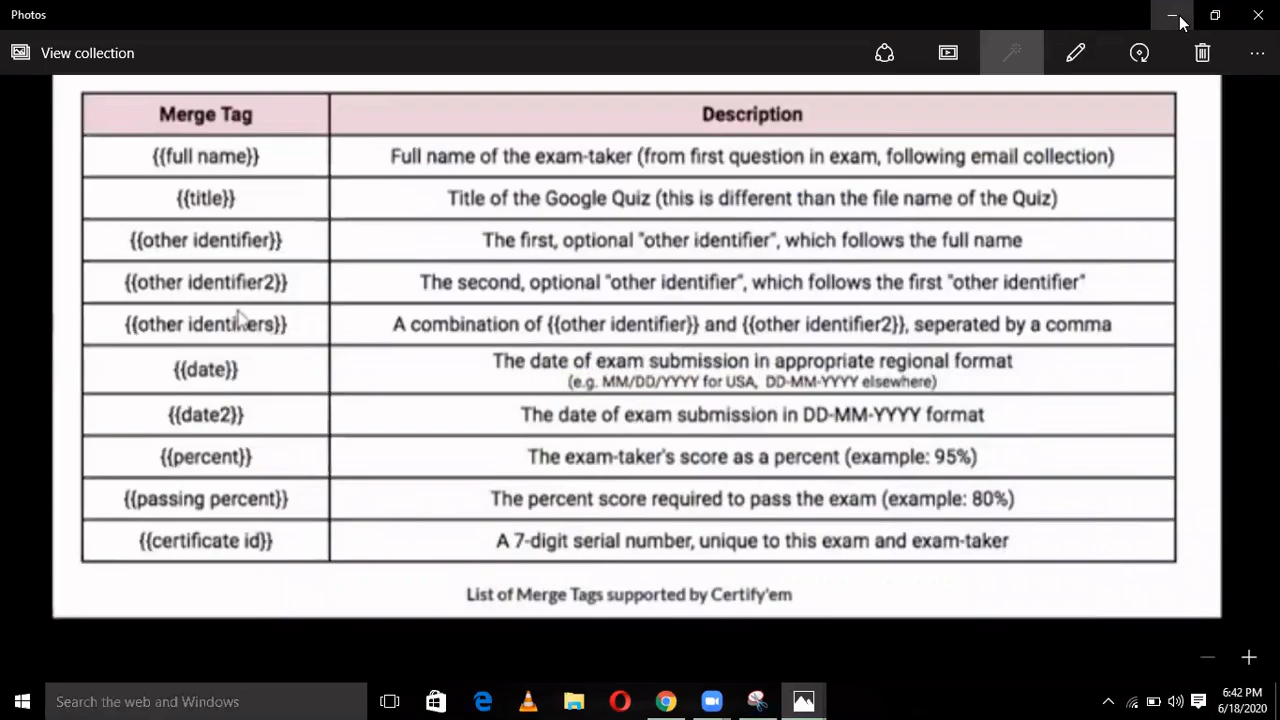 Photos
View collection
Merge Tag Description
{{full name}} Full name of the exam-taker (from first question in exam, following email collection)
{{title}} Title of the Google Quiz (this is different than the file name of the Quiz)
{{other identifier}} The first, optional "other identifier", which follows the full name
{{other identifier2}} The second, optional "other identifier", which follows the first "other identifier"
{{other identifiers}} A combination of {{other identifier}} and {{other identifier2}}, seperated by a comma
{{date}} The date of exam submission in appropriate regional format
(e.g. MM/DD/YYYY for USA, DD-MM-YYYY elsewhere)
{{date2}} The date of exam submission in DD-MM-YYYY format
{{percent}} The exam-taker's score as a percent (example: 95%)
{{passing percent}} The percent score required to pass the exam (example: 80%)
{{certificate id}} A 7-digit serial number, unique to this exam and exam-taker
List of Merge Tags supported by Certify'em
Search the web and Windows
6:42 PM
6/18/2020